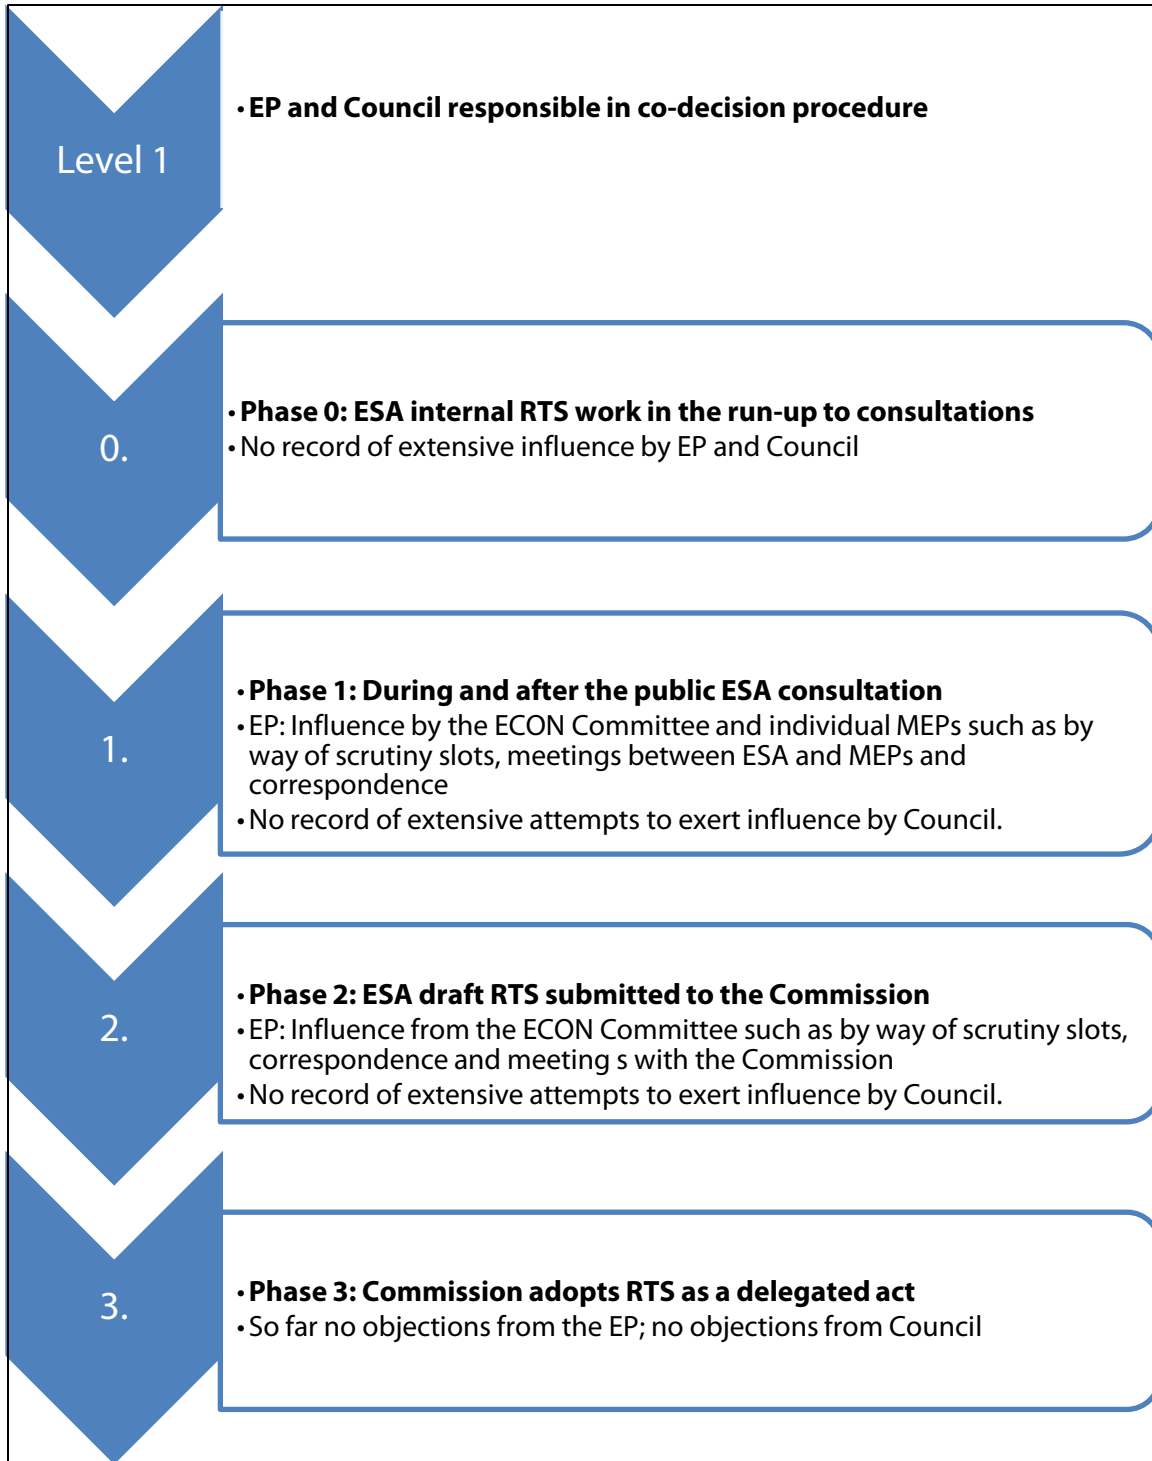 Level 1
• EP and Council responsible in co-decision procedure
0.
• Phase 0: ESA internal RTS work in the run-up to consultations
• No record of extensive influence by EP and Council
1.
• Phase 1: During and after the public ESA consultation
• EP: Influence by the ECON Committee and individual MEPs such as by
way of scrutiny slots, meetings between ESA and MEPs and
correspondence
• No record of extensive attempts to exert influence by Council.
2.
• Phase 2: ESA draft RTS submitted to the Commission
• EP: Influence from the ECON Committee such as by way of scrutiny slots,
correspondence and meeting s with the Commission
• No record of extensive attempts to exert influence by Council.
3.
• Phase 3: Commission adopts RTS as a delegated act
• So far no objections from the EP; no objections from Council